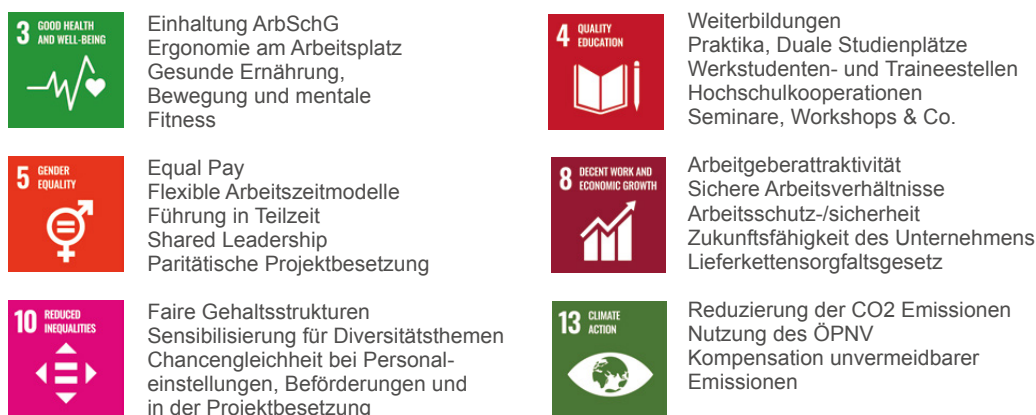 3 GOOD HEALTH
AND WELL-BEING
Einhaltung ArbSchG
Ergonomie am Arbeitsplatz
Gesunde Ernährung,
Bewegung und mentale
Fitness
4 QUALITY
EDUCATION
Weiterbildungen
Praktika, Duale Studienplätze
Werkstudenten- und Traineestellen
Hochschulkooperationen
Seminare, Workshops & Co.
5 GENDER
EQUALITY
Equal Pay
Flexible Arbeitszeitmodelle
Führung in Teilzeit
Shared Leadership
Paritätische Projektbesetzung
8 DECENT WORK AND
ECONOMIC GROWTH
Arbeitgeberattraktivität
Sichere Arbeitsverhältnisse
Arbeitsschutz-/sicherheit
Zukunftsfähigkeit des Unternehmens
Lieferkettensorgfaltsgesetz
10 REDUCED
INEQUALITIES
Faire Gehaltsstrukturen
Sensibilisierung für Diversitätsthemen
Chancengleichheit bei Personal-
einstellungen, Beförderungen und
in der Projektbesetzung
13 CLIMATE
ACTION
Reduzierung der CO2 Emissionen
Nutzung des ÖPNV
Kompensation unvermeidbarer
Emissionen